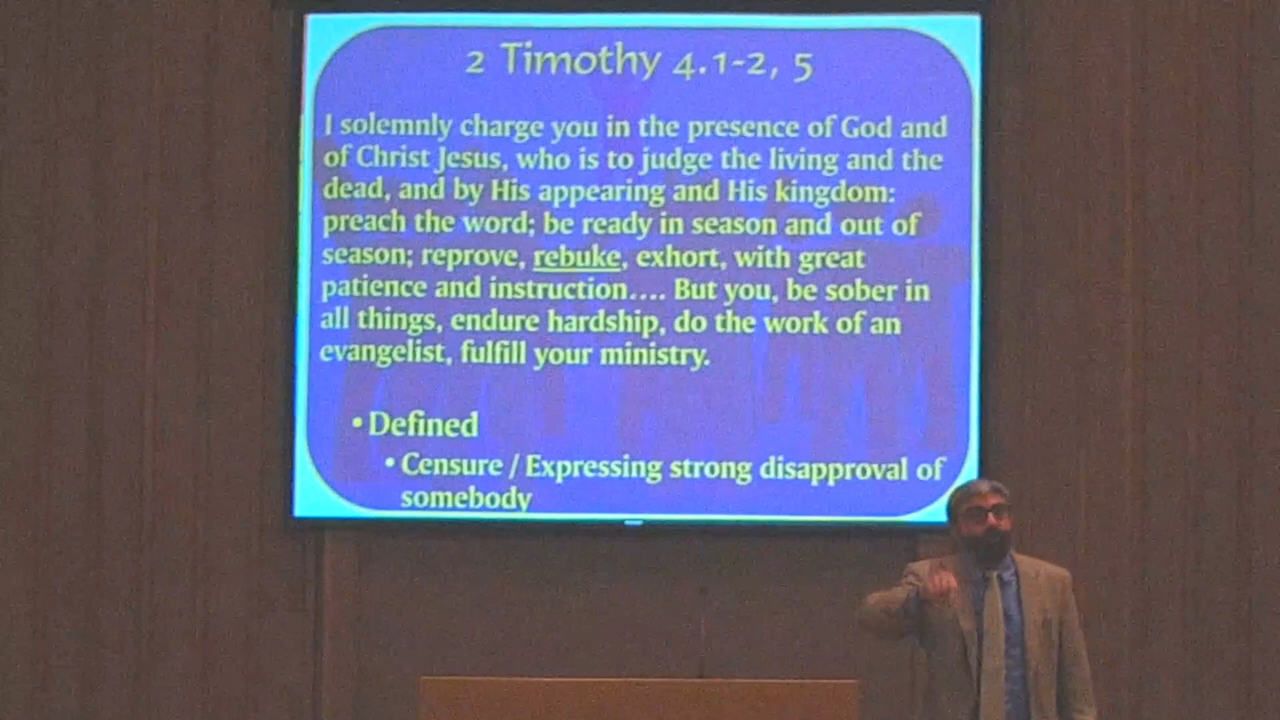 2 Timothy 4.1-2, 5
I solemnly charge you in the presence of God and
of Christ Jesus, who is to judge the living and the
dead, and by His appearing and His kingdom:
preach the word; be ready in season and out of
season; reprove, rebuke, exhort, with great
patience and instruction.... But you, be sober in
all things, endure hardship, do the work of an
evangelist, fulfill your ministry.
• Defined
• Censure / Expressing strong disapproval of
somebody